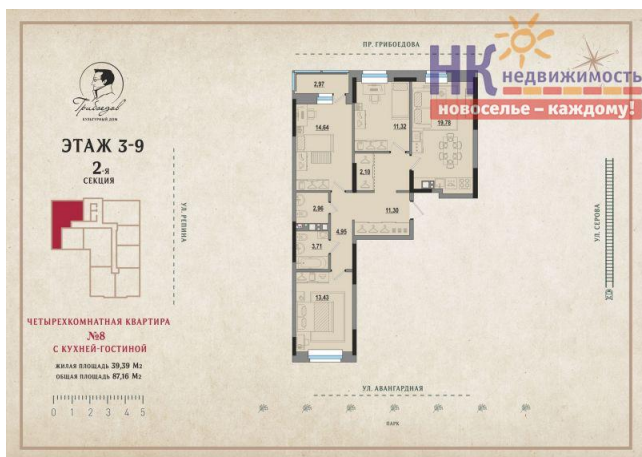 ПР. ГРИБОЕДОВА
НК недвижимость
новоселье – каждому!
Грибоедов
КУЛЬТУРНЫЙ ДОМ
ЭТАЖ 3-9
2-я
СЕКЦИЯ
УЛ. РЕПИНА
УЛ. СЕРОВА
2,97
14,64
11,32
19,78
2,10
2,96
11,30
4,95
3,71
13,43
ЧЕТЫРЕХКОМНАТНАЯ КВАРТИРА
№8
С КУХНЕЙ-ГОСТИНОЙ
ЖИЛАЯ ПЛОЩАДЬ 39,39 М2
ОБЩАЯ ПЛОЩАДЬ 87,16 М2
0 1 2 3 4 5
УЛ. АВАНГАРДНАЯ
ПАРК